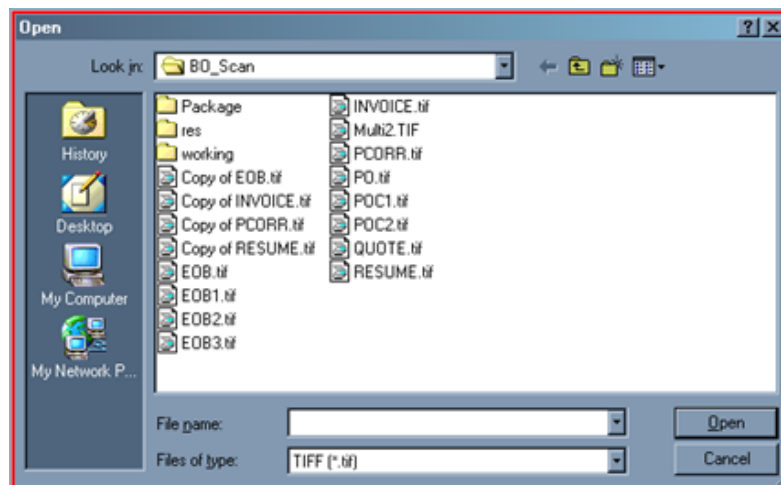 Open
Look in: BO_Scan
History
Desktop
My Computer
My Network P...
Package
res
working
Copy of EOB.tif
Copy of INVOICE.tif
Copy of PCORR.tif
Copy of RESUME.tif
EOB.tif
EOB1.tif
EOB2.tif
EOB3.tif
INVOICE.tif
Multi2.TIF
PCORR.tif
PO.tif
POC1.tif
POC2.tif
QUOTE.tif
RESUME.tif
File name:
Open
Files of type: TIFF (*.tif)
Cancel